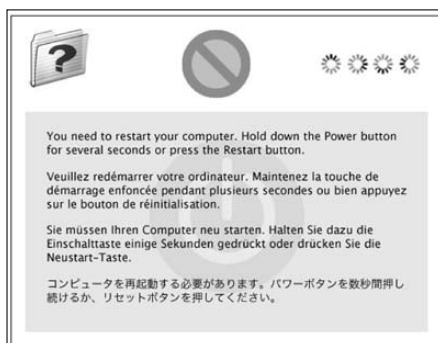 ?
You need to restart your computer. Hold down the Power button
for several seconds or press the Restart button.
Veuillez redémarrer votre ordinateur. Maintenez la touche de
démarrage enfoncée pendant plusieurs secondes ou bien appuyez
sur le bouton de réinitialisation.
Sie müssen Ihren Computer neu starten. Halten Sie dazu die
Einschalttaste einige Sekunden gedrückt oder drücken Sie die
Neustart-Taste.
コンピュータを再起動する必要があります。パワーボタンを数秒間押し
続けるか、リセットボタンを押してください。